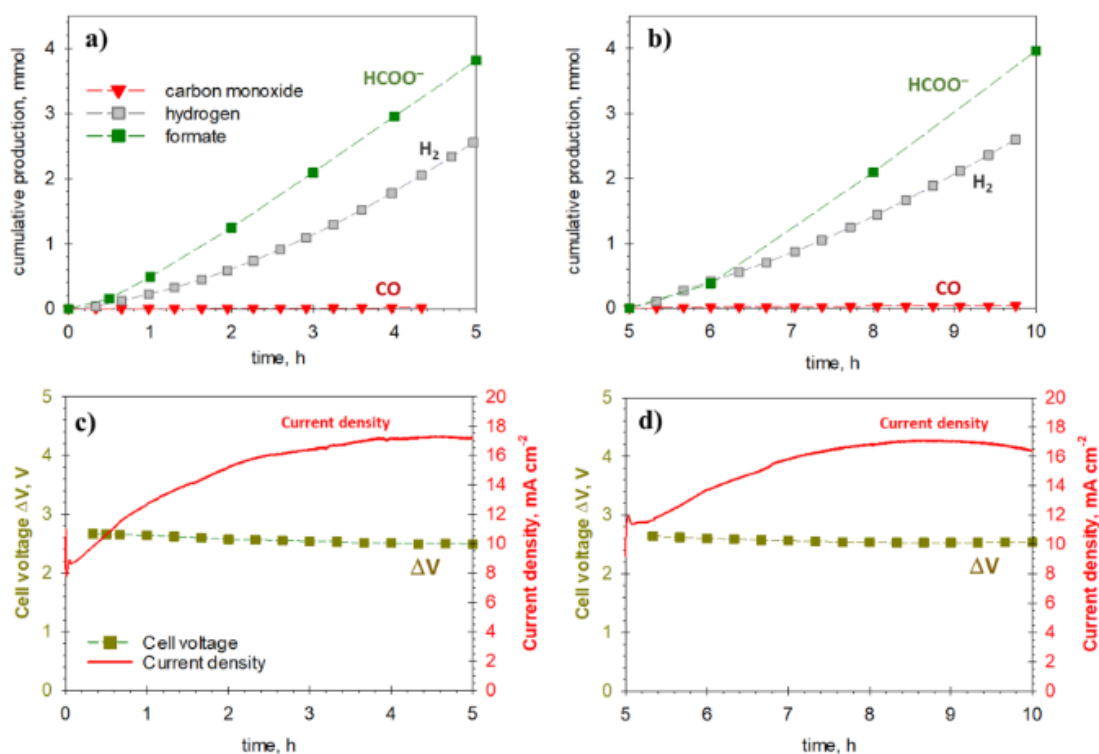 a)
cumulative production, mmol
4
3
2
1
0
carbon monoxide
hydrogen
formate
HCOO⁻
H₂
CO
0 1 2 3 4 5
time, h
b)
cumulative production, mmol
4
3
2
1
0
HCOO⁻
H₂
CO
5 6 7 8 9 10
time, h
c)
Cell voltage ΔV, V
5
4
3
2
1
0
Current density
ΔV
Cell voltage
Current density
20
18
16
14
12
10
8
6
4
2
0
Current density, mA cm⁻²
0 1 2 3 4 5
time, h
d)
Cell voltage ΔV, V
5
4
3
2
1
0
Current density
ΔV
20
18
16
14
12
10
8
6
4
2
0
Current density, mA cm⁻²
5 6 7 8 9 10
time, h